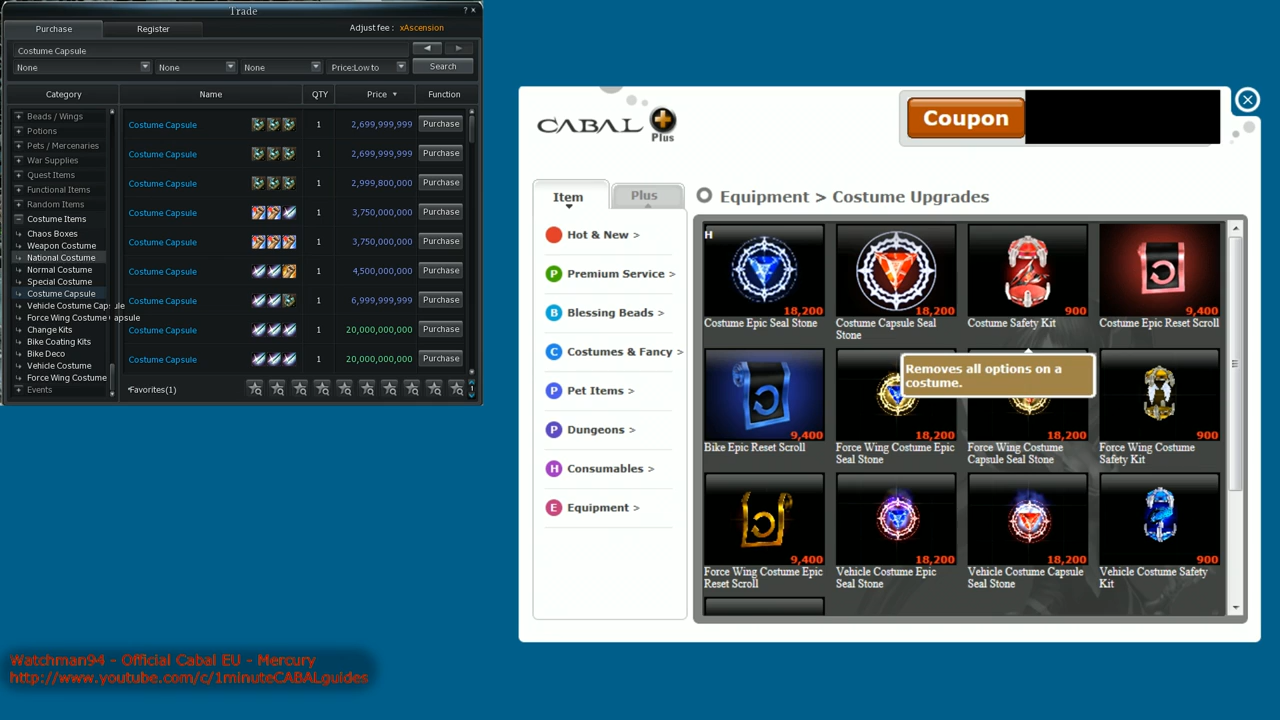 Trade
? ×
Purchase
Register
Adjust fee : xAscension
Costume Capsule
None
None
None
Price:Low to
Search
Category
Name
QTY
Price
Function
Beads / Wings
Potions
Pets / Mercenaries
War Supplies
Quest Items
Functional Items
Random Items
Costume Items
Chaos Boxes
Weapon Costume
National Costume
Normal Costume
Special Costume
Costume Capsule
Vehicle Costume Capsule
Force Wing Costume Capsule
Change Kits
Bike Coating Kits
Bike Deco
Vehicle Costume
Force Wing Costume
Events
Costume Capsule 1 2,699,999,999 Purchase
Costume Capsule 1 2,699,999,999 Purchase
Costume Capsule 1 2,999,800,000 Purchase
Costume Capsule 1 3,750,000,000 Purchase
Costume Capsule 1 3,750,000,000 Purchase
Costume Capsule 1 4,500,000,000 Purchase
Costume Capsule 1 6,999,999,999 Purchase
Costume Capsule 1 20,000,000,000 Purchase
Costume Capsule 1 20,000,000,000 Purchase
*Favorites(1)
1
CABAL
Plus
Coupon
Item
Plus
Equipment > Costume Upgrades
Hot & New >
P Premium Service >
B Blessing Beads >
C Costumes & Fancy >
P Pet Items >
P Dungeons >
H Consumables >
E Equipment >
H
18,200
Costume Epic Seal Stone
18,200
Costume Capsule Seal
Stone
900
Costume Safety Kit
9,400
Costume Epic Reset Scroll
Removes all options on a
costume.
9,400
Bike Epic Reset Scroll
18,200
Force Wing Costume Epic
Seal Stone
18,200
Force Wing Costume
Capsule Seal Stone
900
Force Wing Costume
Safety Kit
9,400
Force Wing Costume Epic
Reset Scroll
18,200
Vehicle Costume Epic
Seal Stone
18,200
Vehicle Costume Capsule
Seal Stone
900
Vehicle Costume Safety
Kit
Watchman94 - Official Cabal EU - Mercury
http://www.youtube.com/c/1minuteCABALguides